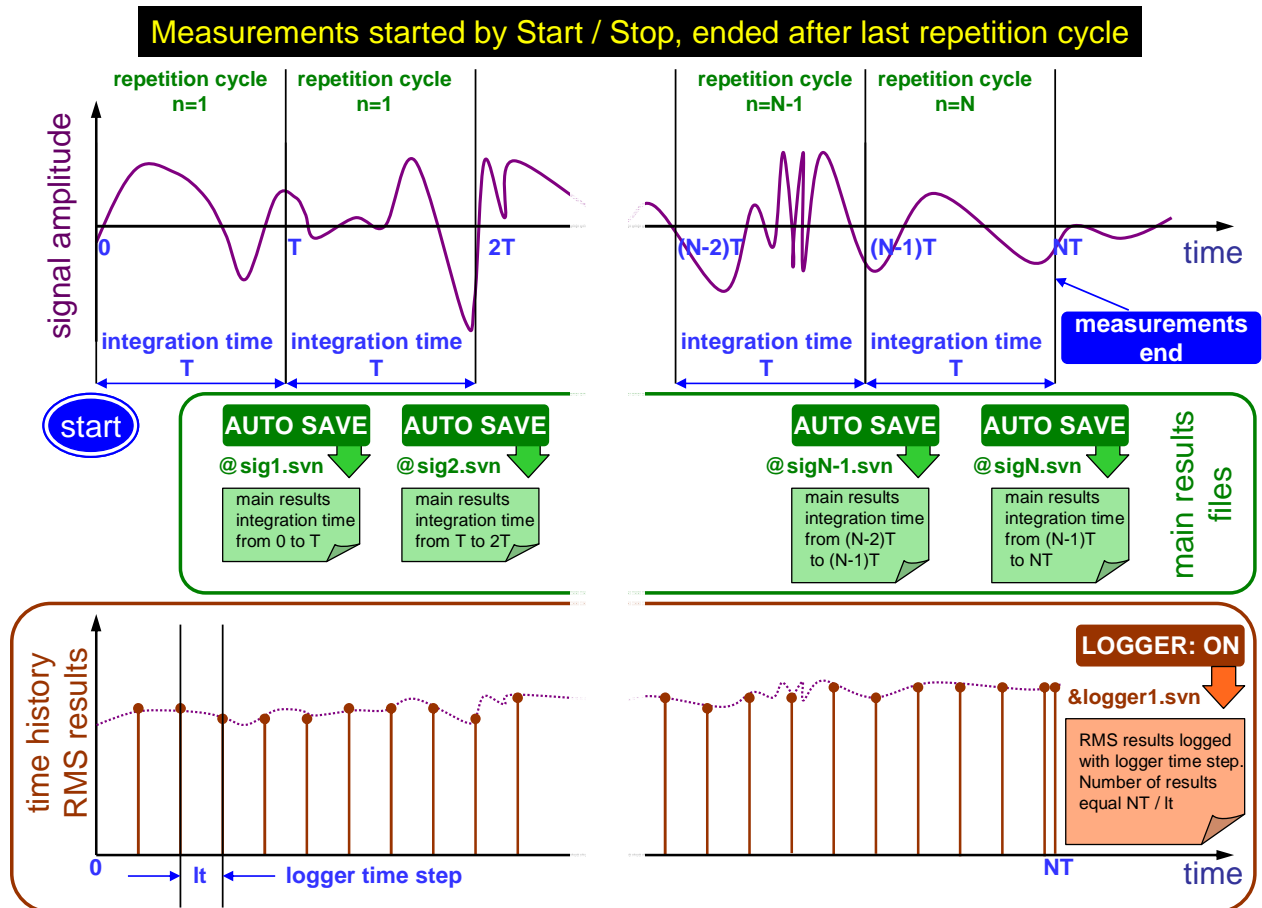 Measurements started by Start / Stop, ended after last repetition cycle
repetition cycle
n=1
repetition cycle
n=1
repetition cycle
n=N-1
repetition cycle
n=N
signal amplitude
0
T
2T
(N-2)T
(N-1)T
NT
time
integration time
T
integration time
T
integration time
T
integration time
T
measurements
end
start
AUTO SAVE
@sig1.svn
main results
integration time
from 0 to T
AUTO SAVE
@sig2.svn
main results
integration time
from T to 2T
AUTO SAVE
@sigN-1.svn
main results
integration time
from (N-2)T
to (N-1)T
AUTO SAVE
@sigN.svn
main results
integration time
from (N-1)T
to NT
main results
files
time history
RMS results
LOGGER: ON
&logger1.svn
RMS results logged
with logger time step.
Number of results
equal NT / lt
0
lt
logger time step
NT
time